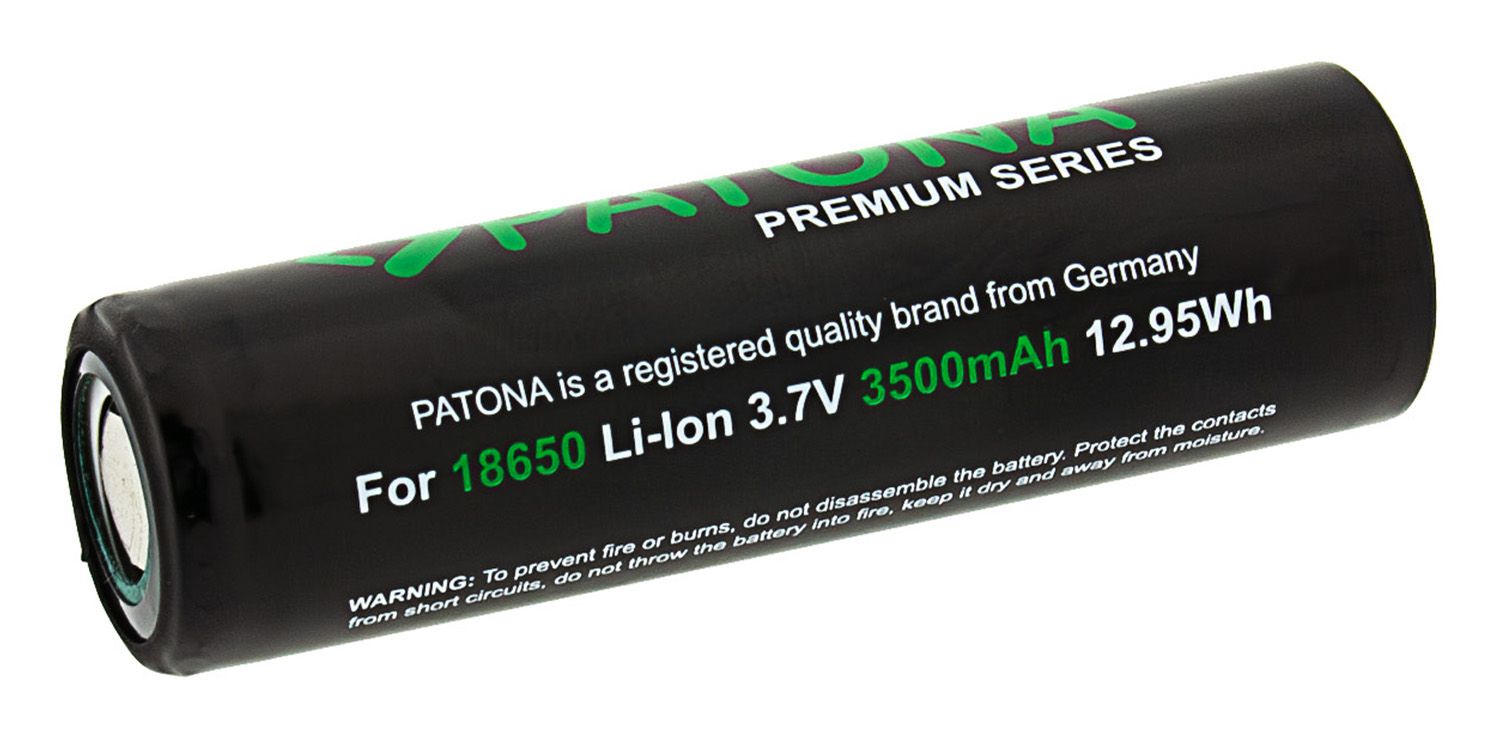 PATONA
PREMIUM SERIES
PATONA is a registered quality brand from Germany
For 18650 Li-Ion 3.7V 3500mAh 12.95Wh
WARNING: To prevent fire or burns, do not disassemble the battery. Protect the contacts
from short circuits, do not throw the battery into fire, keep it dry and away from moisture.